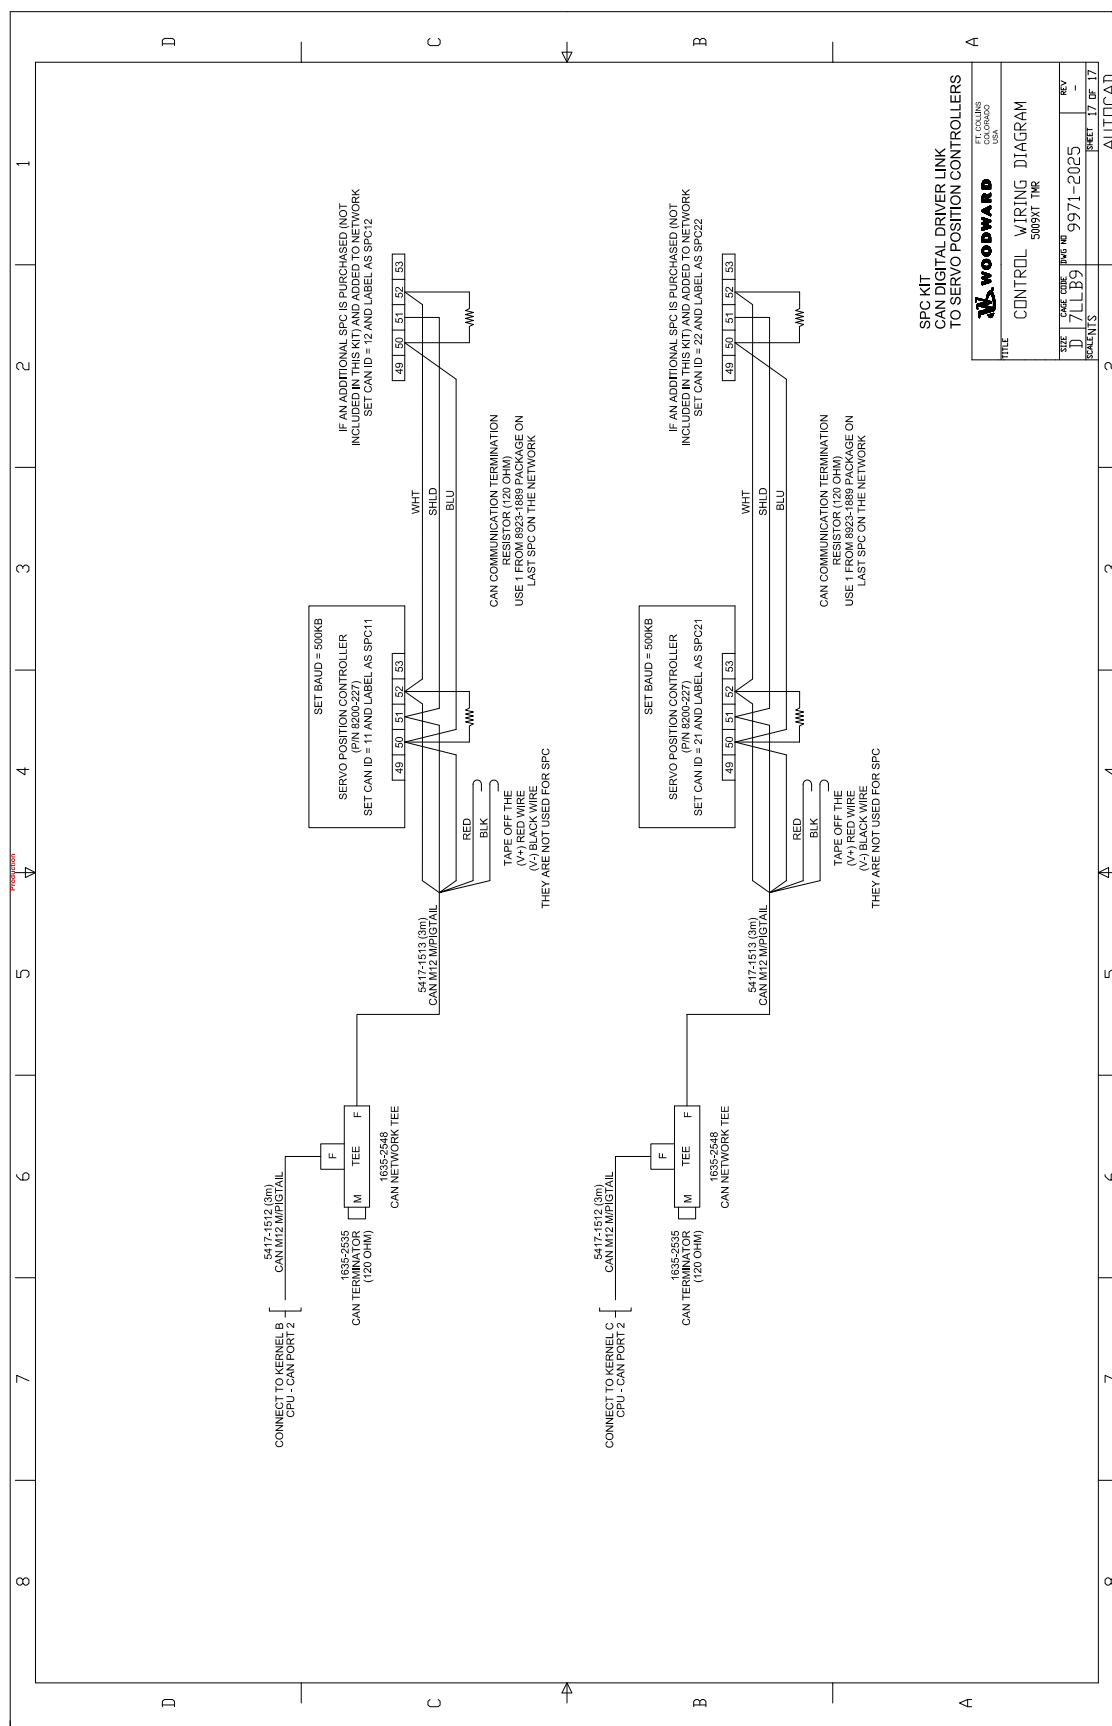 8
7
6
5
4
3
2
1
D
C
B
A
Production
CONNECT TO KERNEL B
CPU - CAN PORT 2
5417-1512 (3m)
CAN M12 M/PIGTAIL
F
M
TEE
F
1635-2535
CAN TERMINATOR
(120 OHM)
1635-2548
CAN NETWORK TEE
5417-1513 (3m)
CAN M12 M/PIGTAIL
RED
BLK
TAPE OFF THE
(V+) RED WIRE
(V-) BLACK WIRE
THEY ARE NOT USED FOR SPC
SET BAUD = 500KB
SERVO POSITION CONTROLLER
(P/N 8200-227)
SET CAN ID = 11 AND LABEL AS SPC11
49 50 51 52 53
WHT
SHLD
BLU
CAN COMMUNICATION TERMINATION
RESISTOR (120 OHM)
USE 1 FROM 8923-1889 PACKAGE ON
LAST SPC ON THE NETWORK
IF AN ADDITIONAL SPC IS PURCHASED (NOT
INCLUDED IN THIS KIT) AND ADDED TO NETWORK
SET CAN ID = 12 AND LABEL AS SPC12
49 50 51 52 53
CONNECT TO KERNEL C
CPU - CAN PORT 2
5417-1512 (3m)
CAN M12 M/PIGTAIL
F
M
TEE
F
1635-2535
CAN TERMINATOR
(120 OHM)
1635-2548
CAN NETWORK TEE
5417-1513 (3m)
CAN M12 M/PIGTAIL
RED
BLK
TAPE OFF THE
(V+) RED WIRE
(V-) BLACK WIRE
THEY ARE NOT USED FOR SPC
SET BAUD = 500KB
SERVO POSITION CONTROLLER
(P/N 8200-227)
SET CAN ID = 21 AND LABEL AS SPC21
49 50 51 52 53
WHT
SHLD
BLU
CAN COMMUNICATION TERMINATION
RESISTOR (120 OHM)
USE 1 FROM 8923-1889 PACKAGE ON
LAST SPC ON THE NETWORK
IF AN ADDITIONAL SPC IS PURCHASED (NOT
INCLUDED IN THIS KIT) AND ADDED TO NETWORK
SET CAN ID = 22 AND LABEL AS SPC22
49 50 51 52 53
SPC KIT
CAN DIGITAL DRIVER LINK
TO SERVO POSITION CONTROLLERS
WOODWARD
FT. COLLINS
COLORADO
USA
TITLE
CONTROL WIRING DIAGRAM
5009XT TMR
SIZE
D
CAGE CODE
7LLB9
DWG NO
9971-2025
REV
-
SCALE NTS
SHEET 17 OF 17
D
C
B
A
8
7
6
5
4
3
2
AUTOCAD